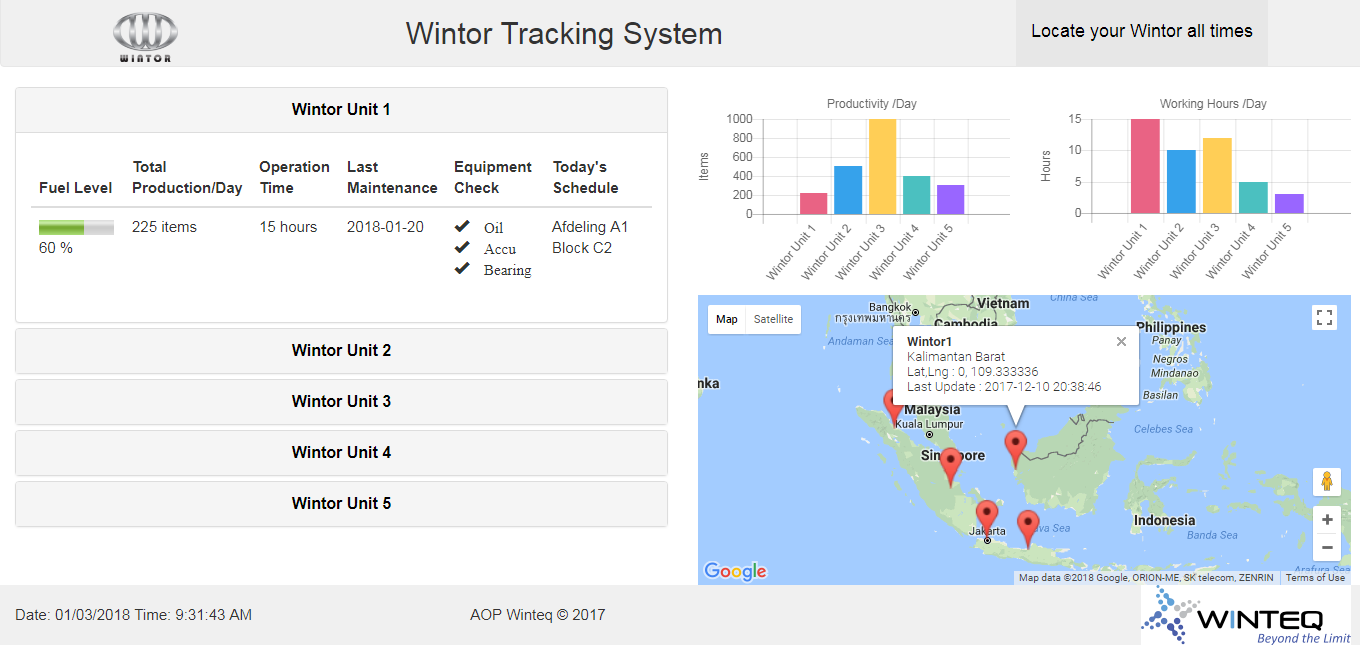 WINTOR
Wintor Tracking System
Locate your Wintor all times
Wintor Unit 1
Fuel Level
Total Production/Day
Operation Time
Last Maintenance
Equipment Check
Today's Schedule
60 %
225 items
15 hours
2018-01-20
Oil
Accu
Bearing
Afdeling A1
Block C2
Wintor Unit 2
Wintor Unit 3
Wintor Unit 4
Wintor Unit 5
Productivity /Day
Items
1000
800
600
400
200
0
Wintor Unit 1
Wintor Unit 2
Wintor Unit 3
Wintor Unit 4
Wintor Unit 5
Working Hours /Day
Hours
15
10
5
0
Wintor Unit 1
Wintor Unit 2
Wintor Unit 3
Wintor Unit 4
Wintor Unit 5
Map
Satellite
Bangkok
กรุงเทพมหานคร
Vietnam
China Sea
Cambodia
Andaman Sea
Philippines
Panay
Negros
Mindanao
Basilan
Wintor1
Kalimantan Barat
Lat,Lng : 0, 109.333336
Last Update : 2017-12-10 20:38:46
nka
Malaysia
Kuala Lumpur
Celebes Sea
Singapore
Jakarta
Java Sea
Indonesia
Banda Sea
Arafura Sea
Google
Map data ©2018 Google, ORION-ME, SK telecom, ZENRIN
Terms of Use
Date: 01/03/2018 Time: 9:31:43 AM
AOP Winteq © 2017
WINTEQ
Beyond the Limit